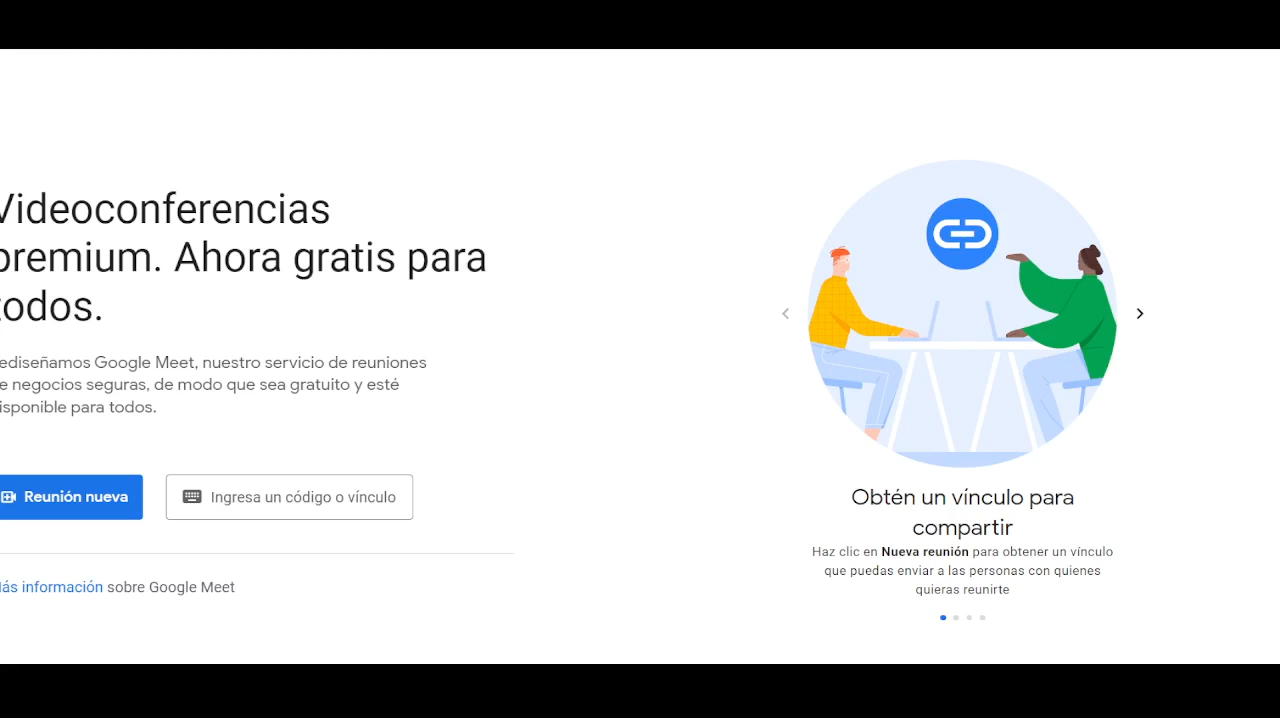 Videoconferencias
premium. Ahora gratis para
todos.
ediseñamos Google Meet, nuestro servicio de reuniones
e negocios seguras, de modo que sea gratuito y esté
isponible para todos.
Reunión nueva
Ingresa un código o vínculo
ás información sobre Google Meet
Obtén un vínculo para
compartir
Haz clic en Nueva reunión para obtener un vínculo
que puedas enviar a las personas con quienes
quieras reunirte